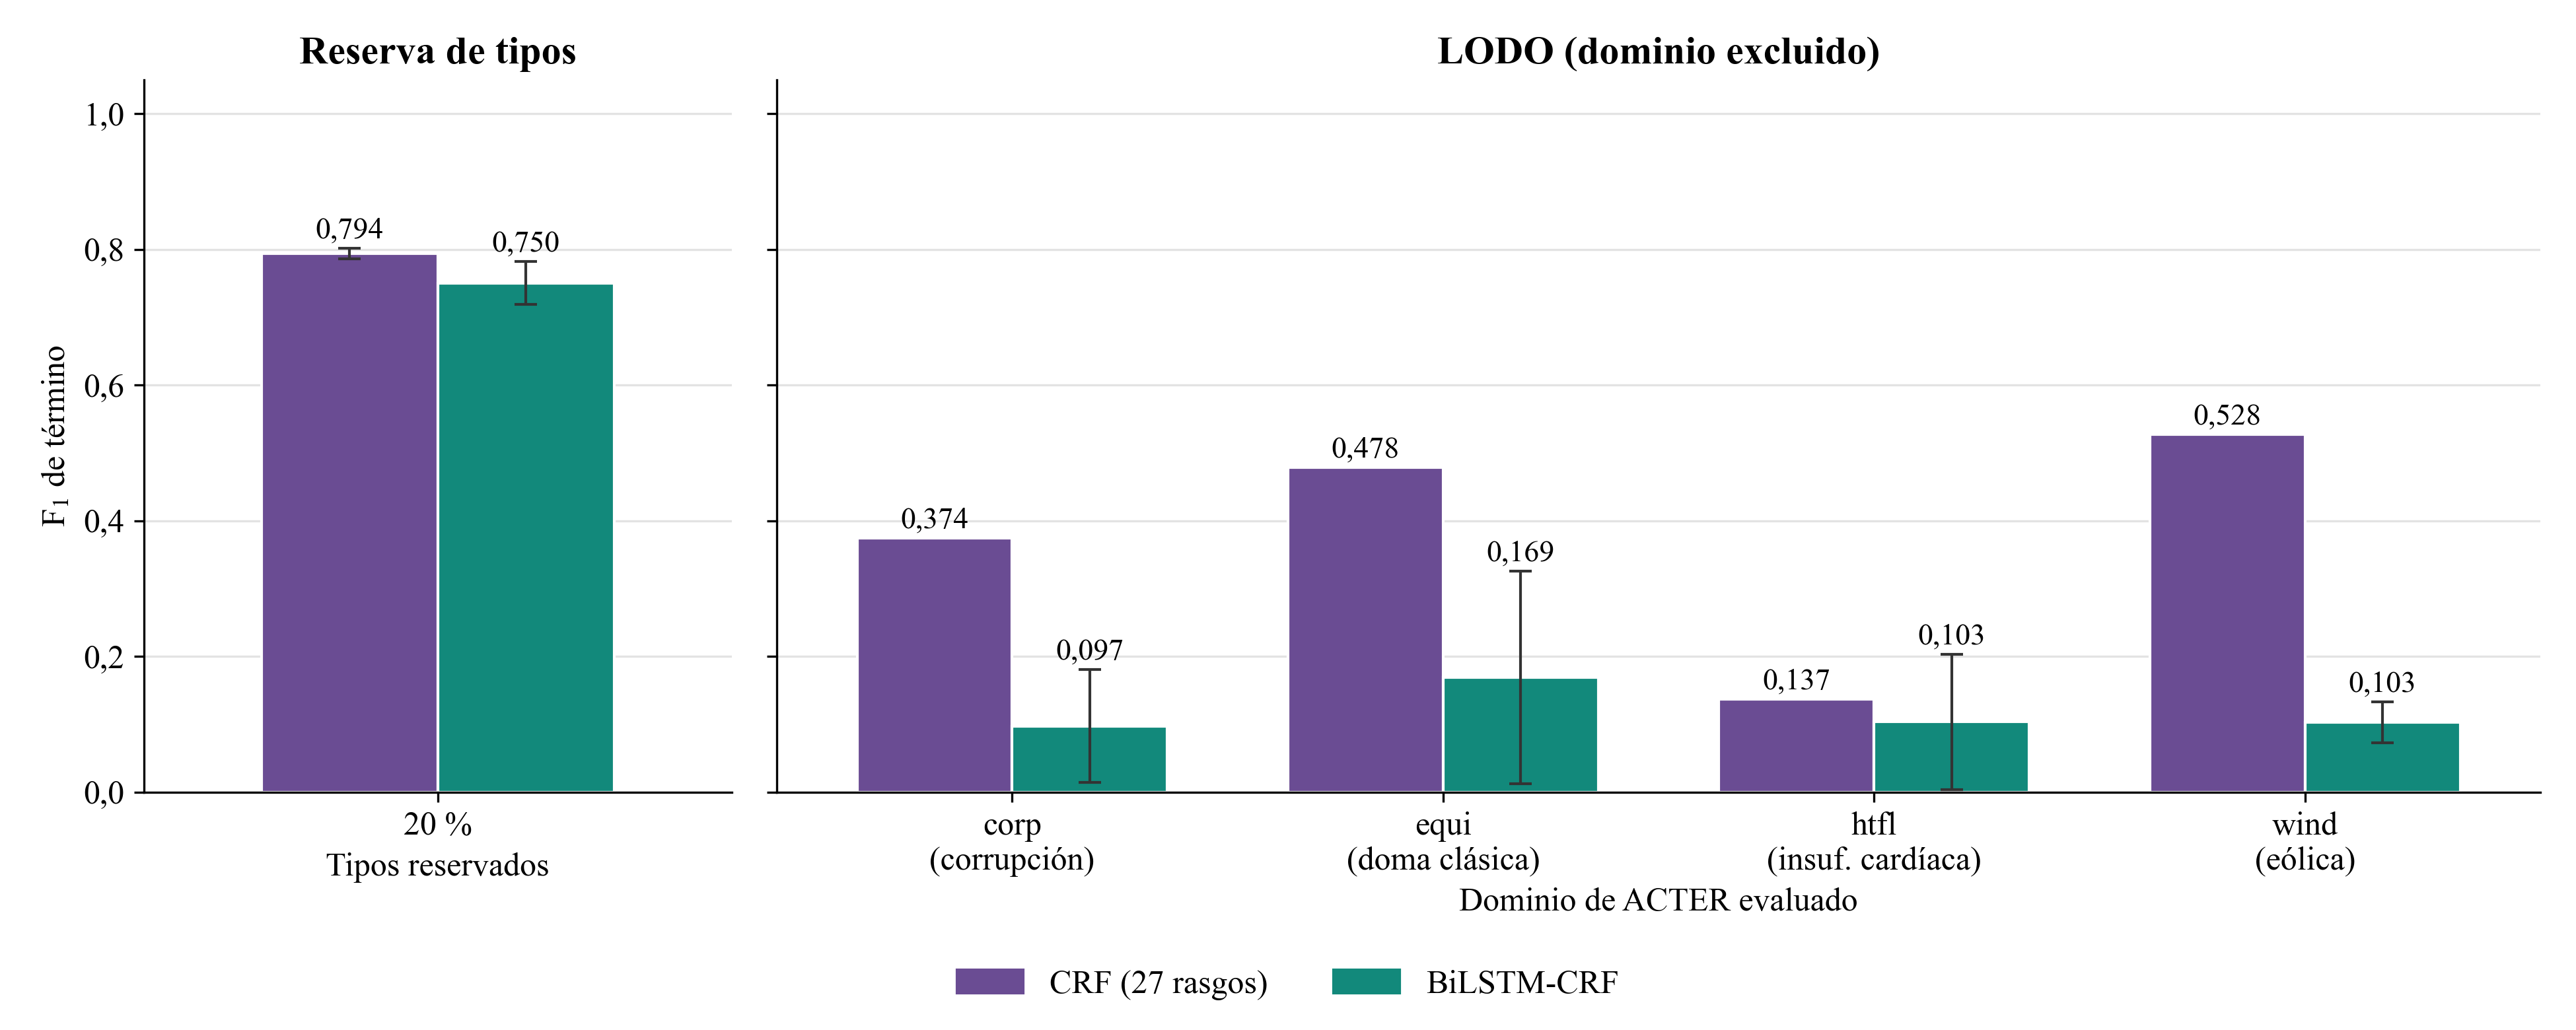 Reserva de tipos
LODO (dominio excluido)
F₁ de término
1,0
0,8
0,6
0,4
0,2
0,0
0,794
0,750
20 %
Tipos reservados
0,374
0,097
0,478
0,169
0,137
0,103
0,528
0,103
corp
(corrupción)
equi
(doma clásica)
htfl
(insuf. cardíaca)
wind
(eólica)
Dominio de ACTER evaluado
CRF (27 rasgos)
BiLSTM-CRF